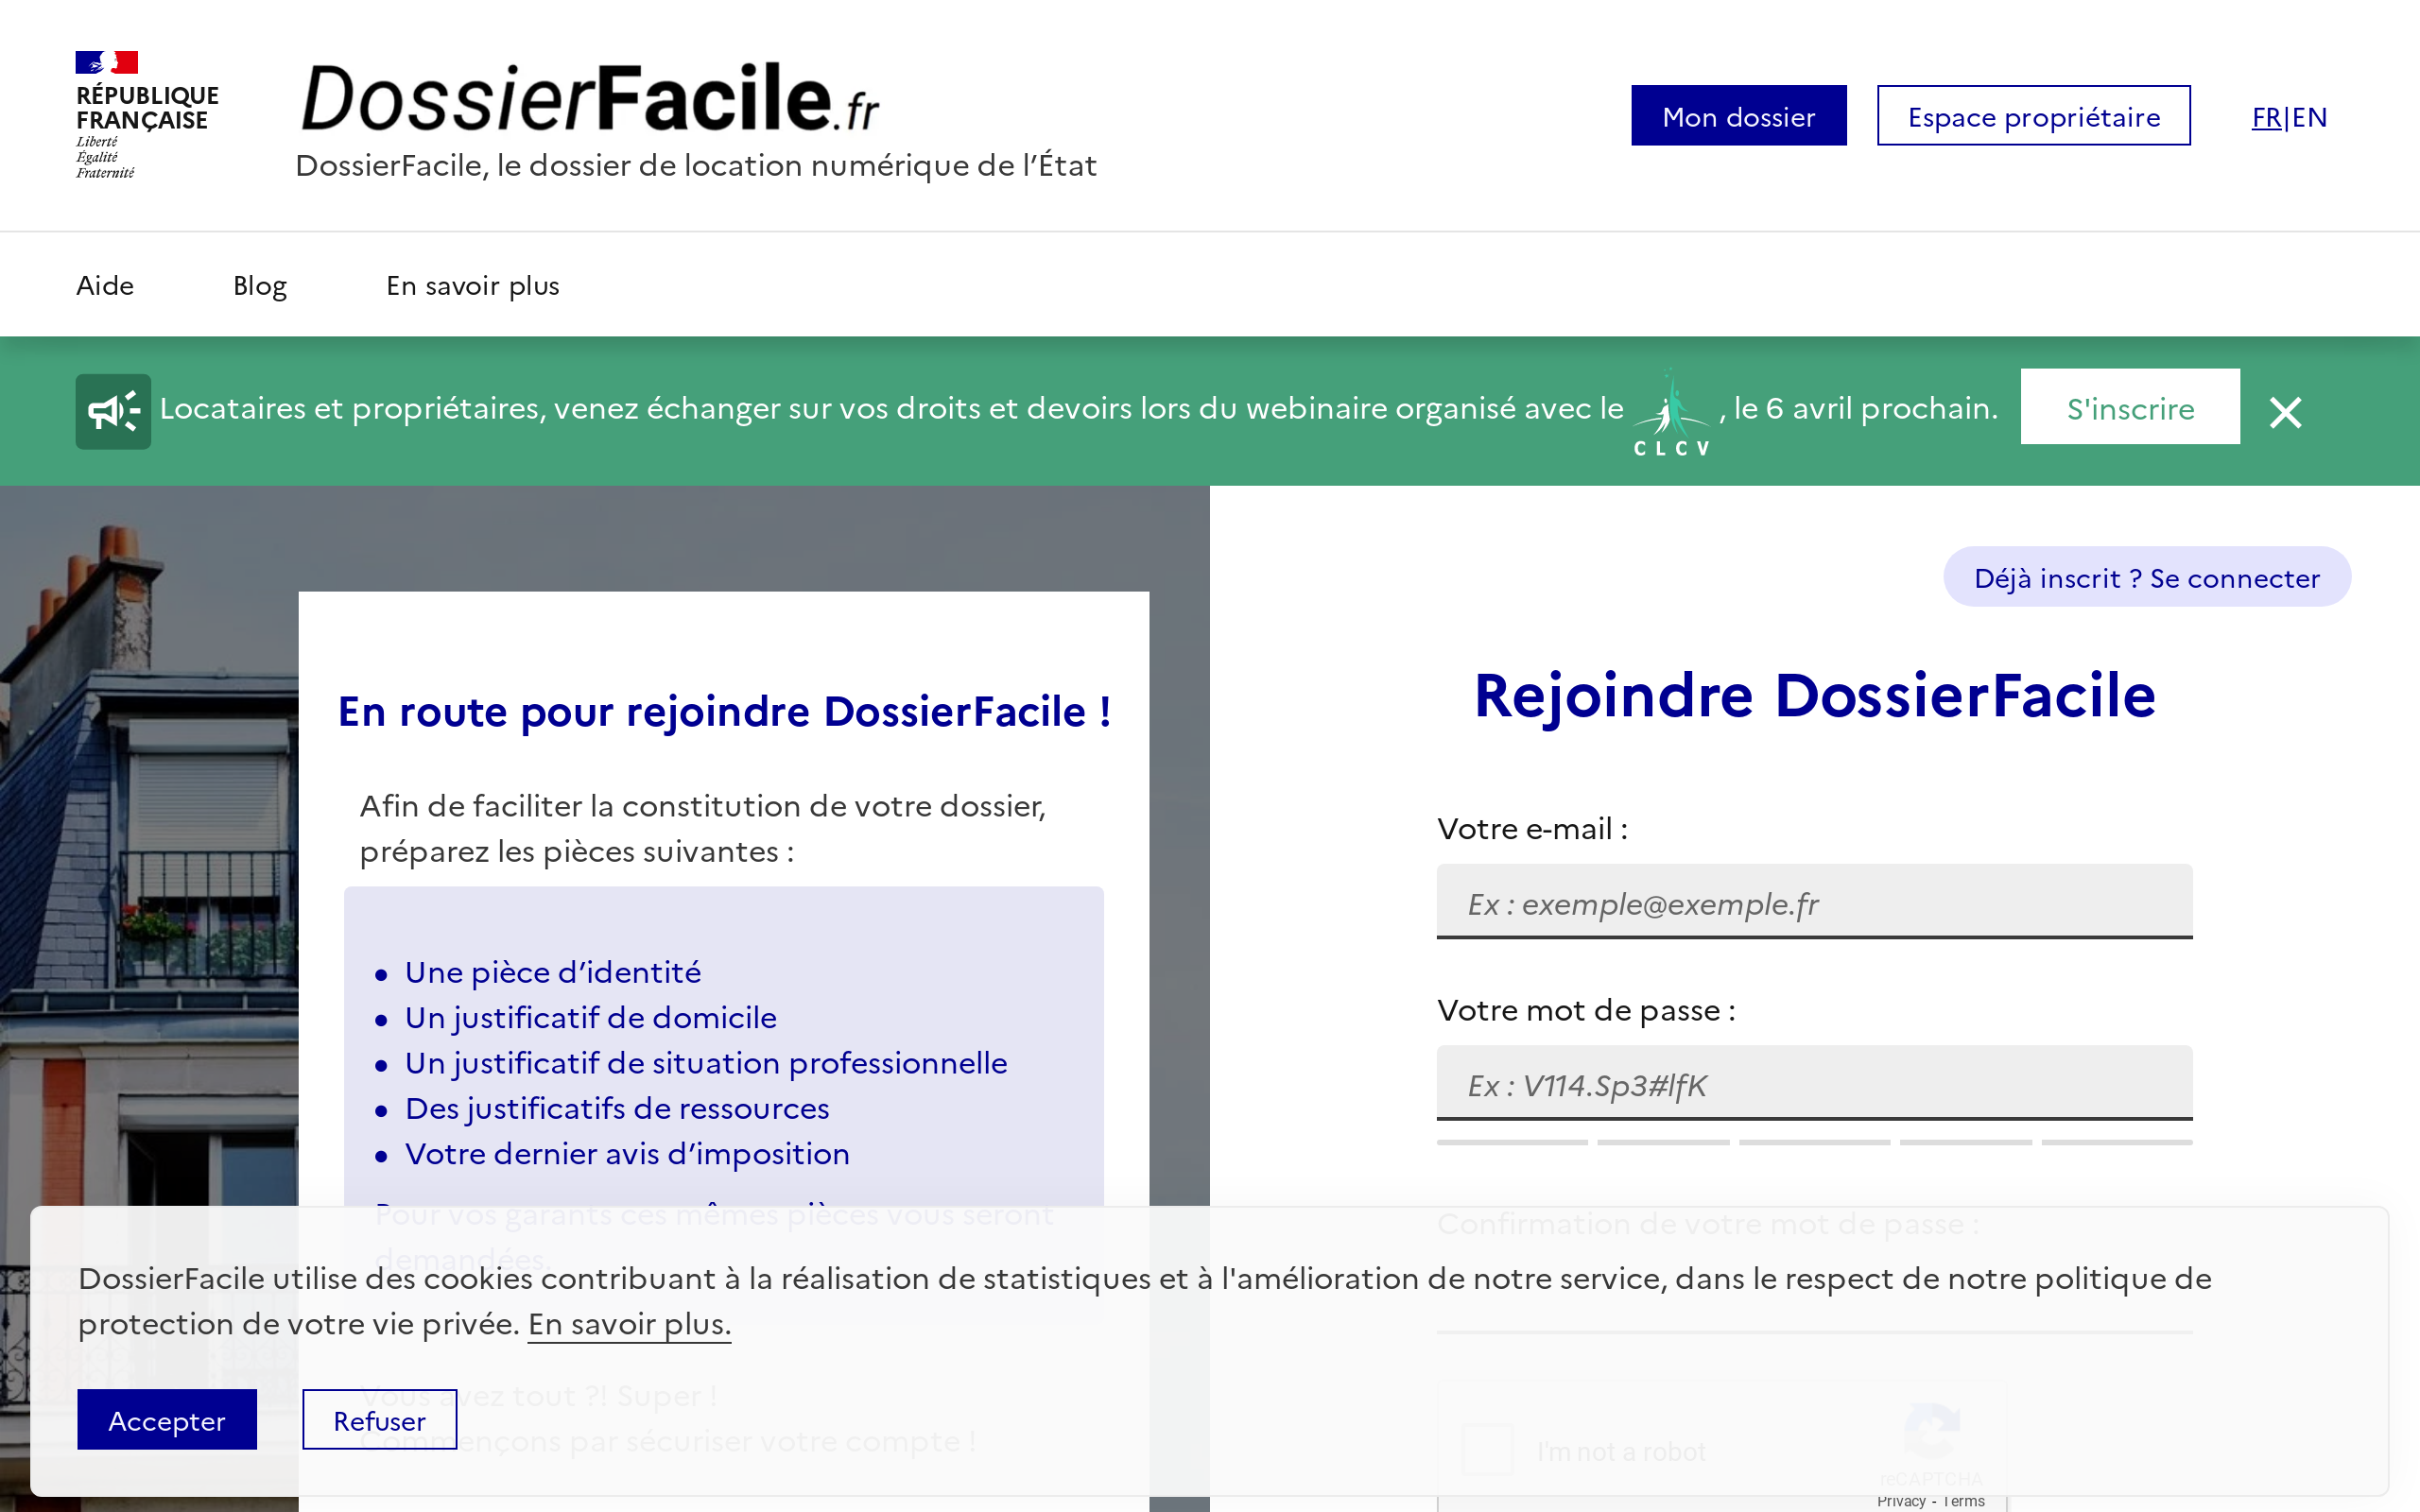 RÉPUBLIQUE
FRANÇAISE
Liberté
Égalité
Fraternité
DossierFacile.fr
DossierFacile, le dossier de location numérique de l’État
Mon dossier
Espace propriétaire
FR|EN
Aide
Blog
En savoir plus
Locataires et propriétaires, venez échanger sur vos droits et devoirs lors du webinaire organisé avec le CLCV , le 6 avril prochain.
S'inscrire
En route pour rejoindre DossierFacile !
Afin de faciliter la constitution de votre dossier,
préparez les pièces suivantes :
Une pièce d’identité
Un justificatif de domicile
Un justificatif de situation professionnelle
Des justificatifs de ressources
Votre dernier avis d’imposition
Pour vos garants ces mêmes pièces vous seront
demandées.
Vous avez tout ?! Super !
Commençons par sécuriser votre compte !
Déjà inscrit ? Se connecter
Rejoindre DossierFacile
Votre e-mail :
Ex : exemple@exemple.fr
Votre mot de passe :
Ex : V114.Sp3#lfK
Confirmation de votre mot de passe :
I'm not a robot
reCAPTCHA
Privacy - Terms
DossierFacile utilise des cookies contribuant à la réalisation de statistiques et à l'amélioration de notre service, dans le respect de notre politique de
protection de votre vie privée. En savoir plus.
Accepter
Refuser